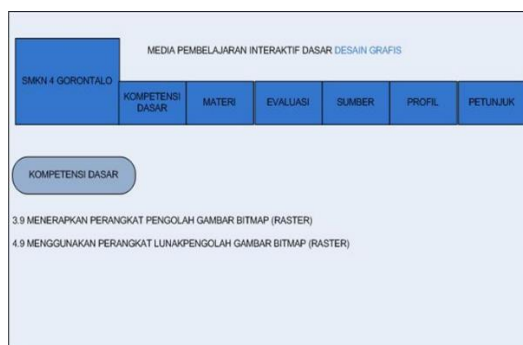 MEDIA PEMBELAJARAN INTERAKTIF DASAR DESAIN GRAFIS
SMKN 4 GORONTALO
KOMPETENSI
DASAR
MATERI
EVALUASI
SUMBER
PROFIL
PETUNJUK
KOMPETENSI DASAR
3.9 MENERAPKAN PERANGKAT PENGOLAH GAMBAR BITMAP (RASTER)
4.9 MENGGUNAKAN PERANGKAT LUNAKPENGOLAH GAMBAR BITMAP (RASTER)